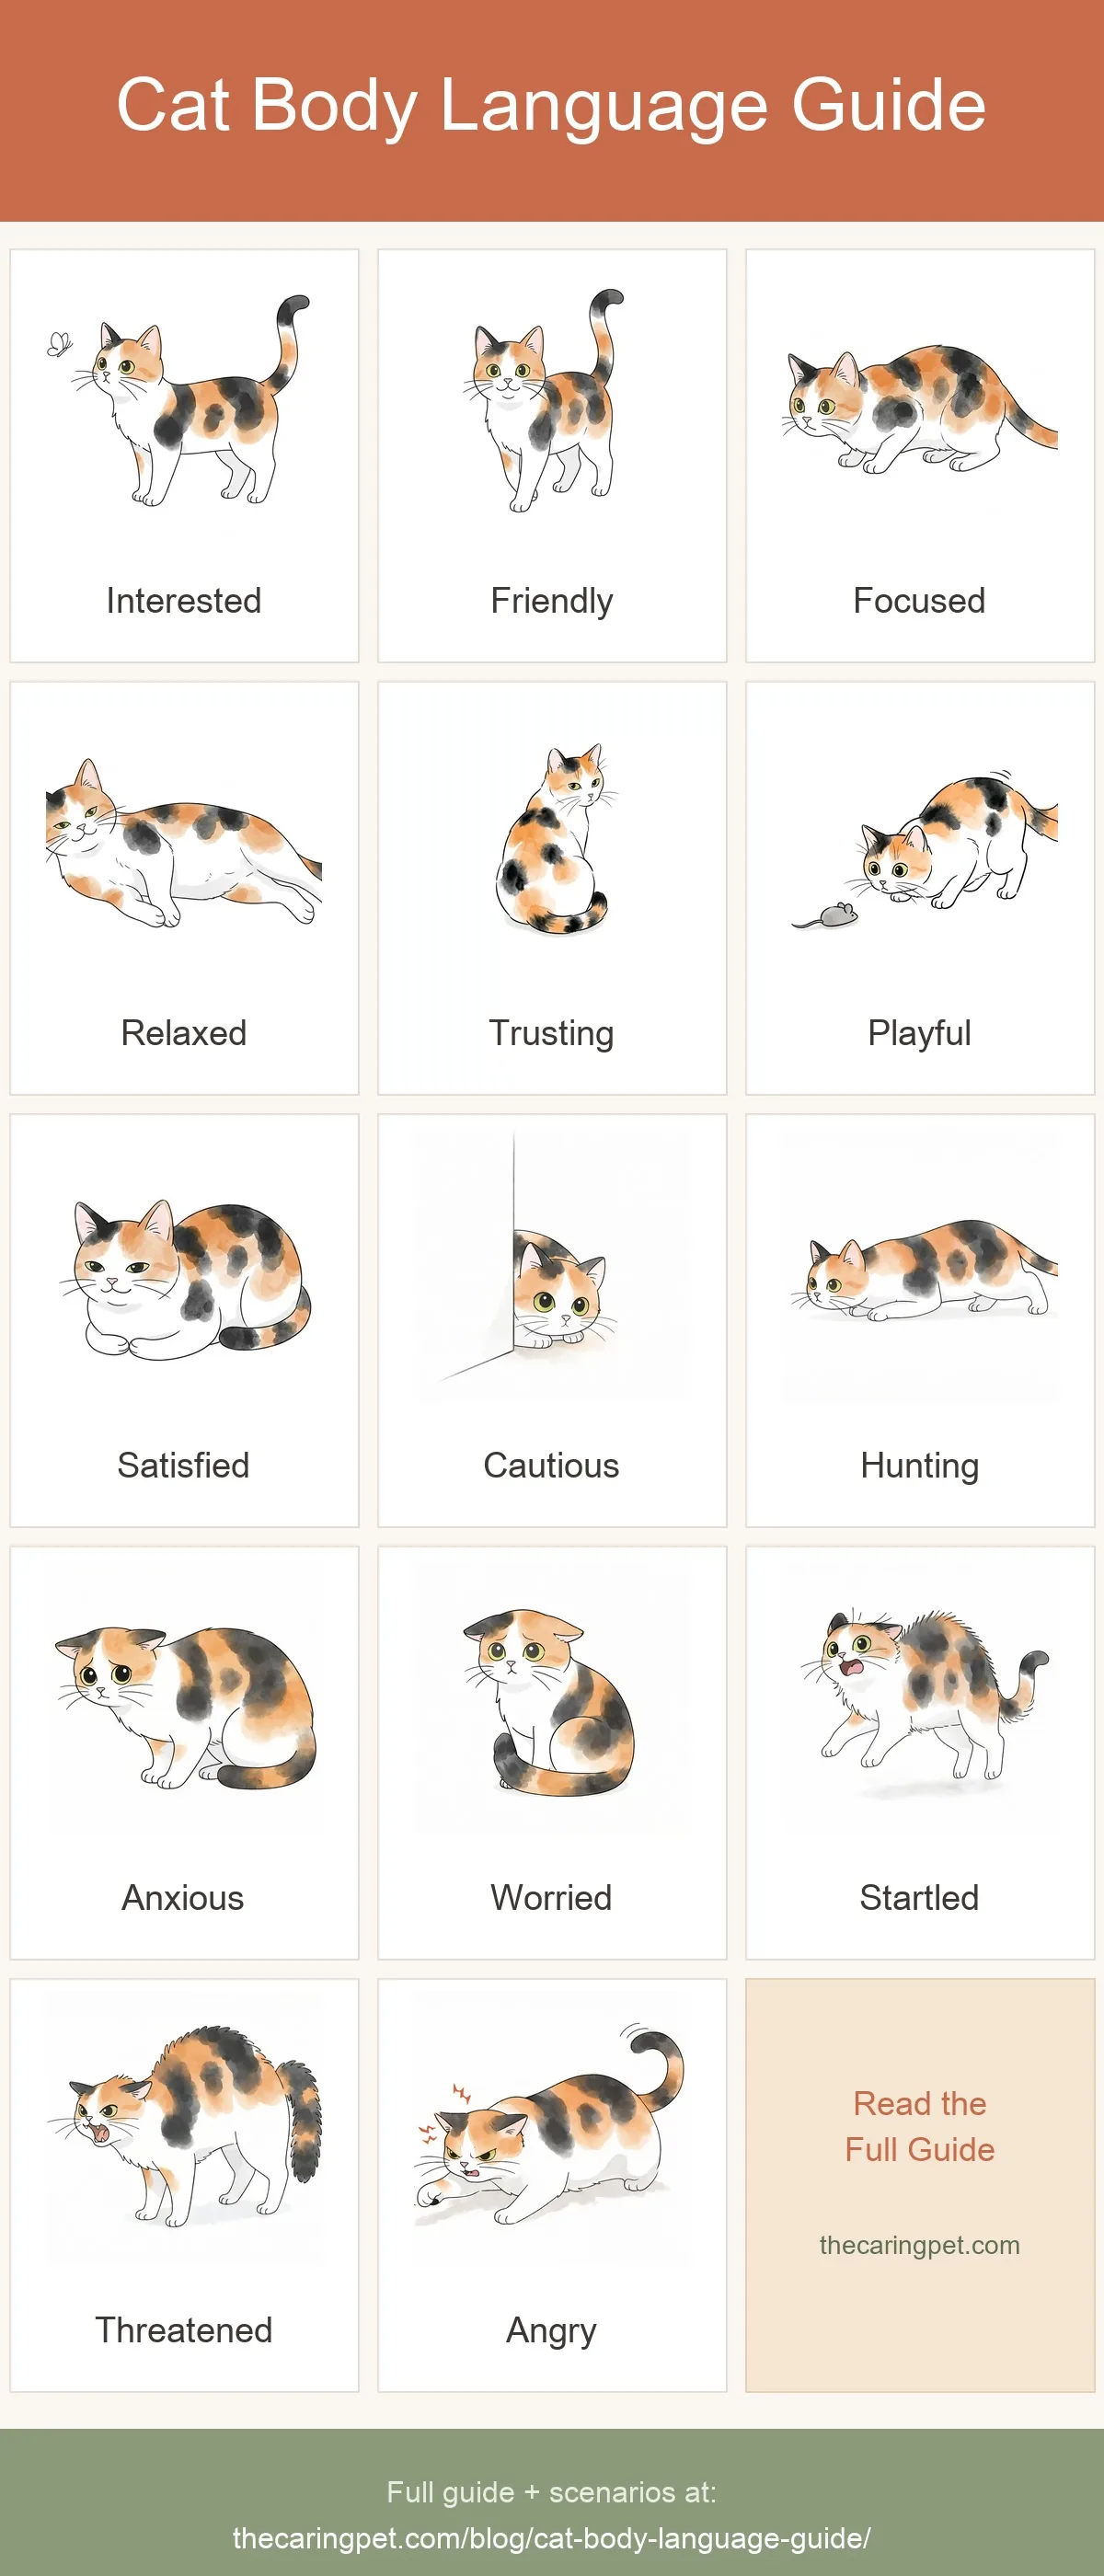 Cat Body Language Guide
Interested
Friendly
Focused
Relaxed
Trusting
Playful
Satisfied
Cautious
Hunting
Anxious
Worried
Startled
Threatened
Angry
Read the
Full Guide
thecaringpet.com
Full guide + scenarios at:
thecaringpet.com/blog/cat-body-language-guide/